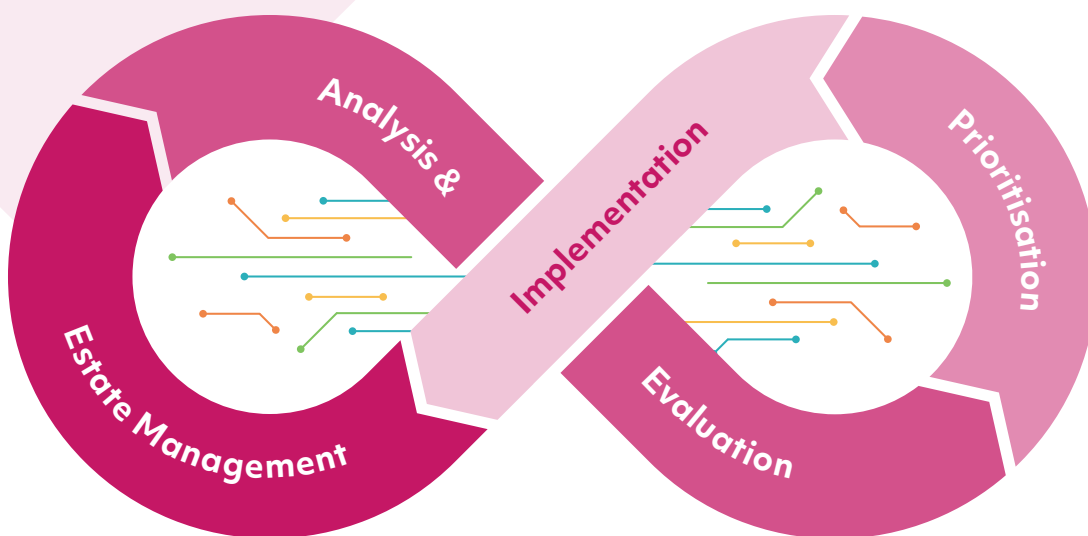 Analysis &
Evaluation
Prioritisation
Implementation
Estate Management